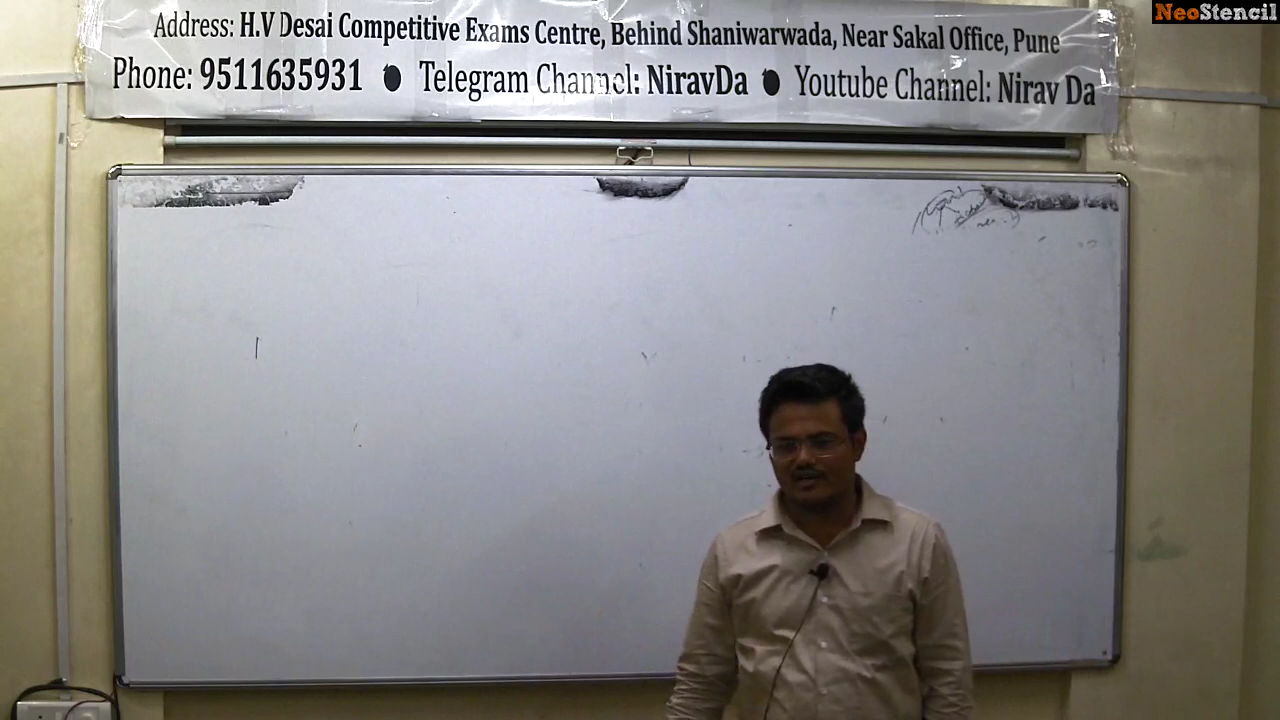 NeoStencil
Address: H.V Desai Competitive Exams Centre, Behind Shaniwarwada, Near Sakal Office, Pune
Phone: 9511635931 ● Telegram Channel: NiravDa ● Youtube Channel: Nirav Da